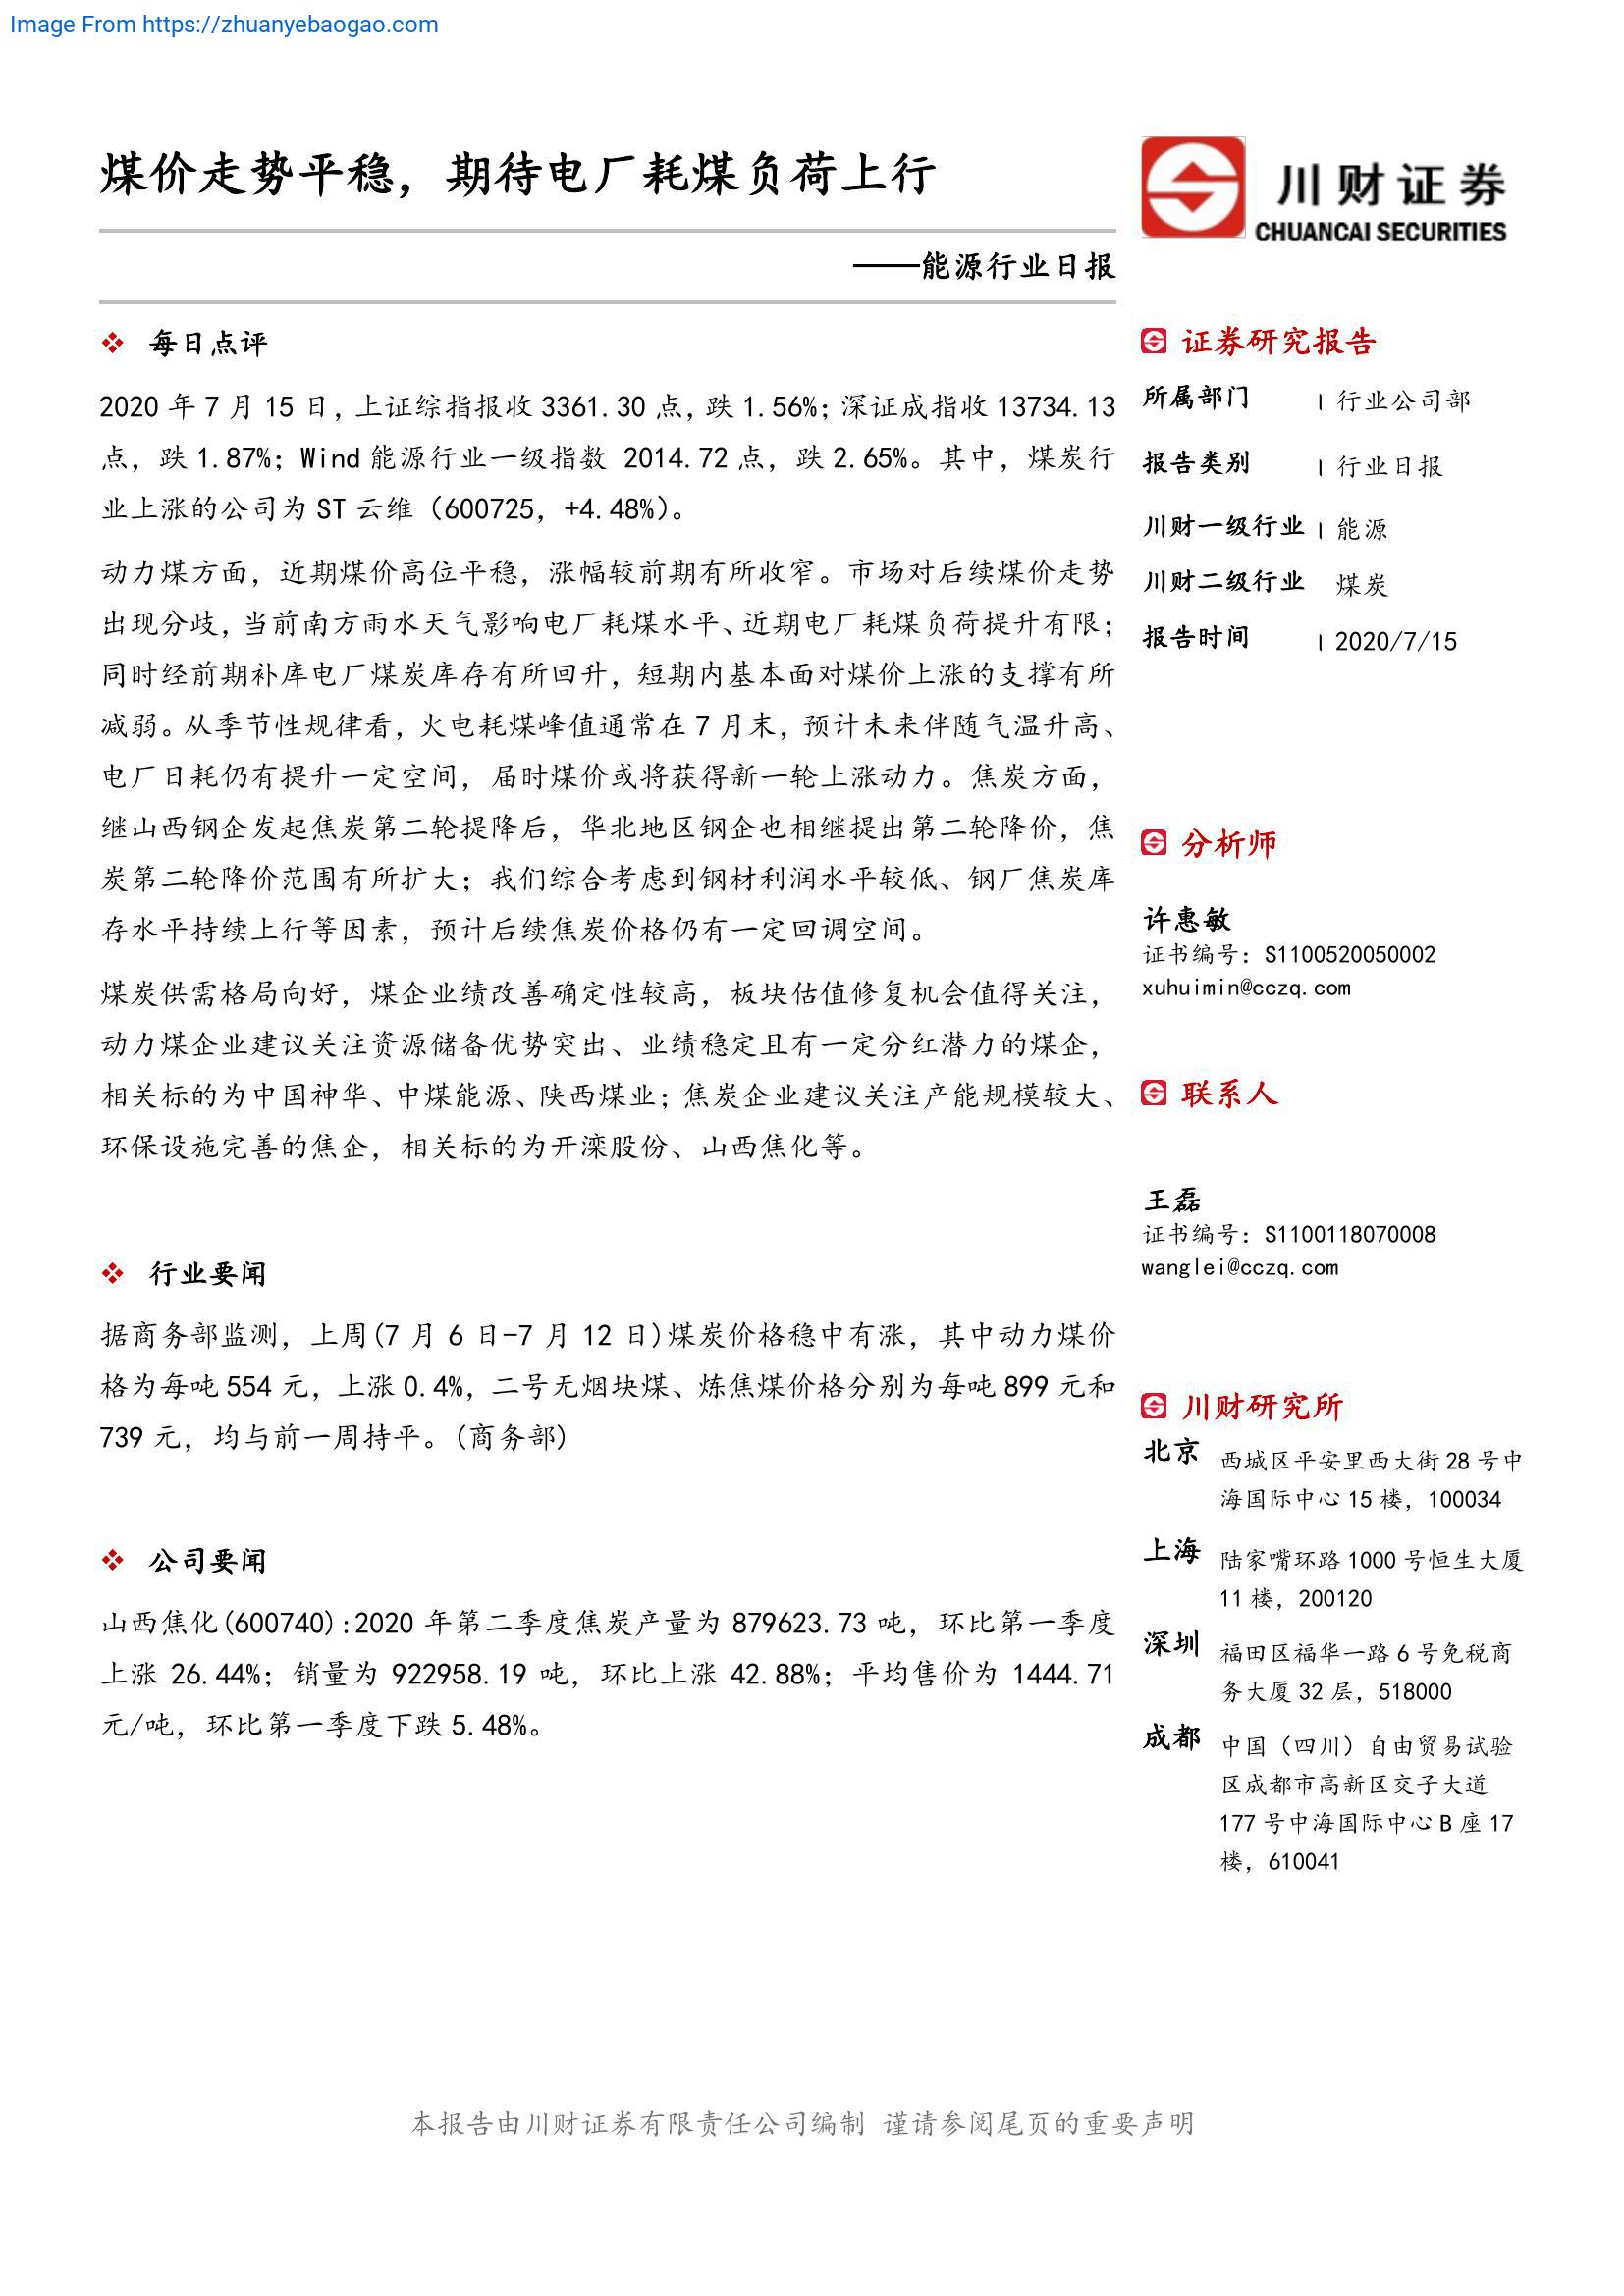 Image From https://zhuanyebaogao.com
煤价走势平稳，期待电厂耗煤负荷上行
——能源行业日报
❖ 每日点评
2020 年 7 月 15 日，上证综指报收 3361.30 点，跌 1.56%；深证成指收 13734.13
点，跌 1.87%；Wind 能源行业一级指数 2014.72 点，跌 2.65%。其中，煤炭行
业上涨的公司为 ST 云维（600725，+4.48%）。
动力煤方面，近期煤价高位平稳，涨幅较前期有所收窄。市场对后续煤价走势
出现分歧，当前南方雨水天气影响电厂耗煤水平、近期电厂耗煤负荷提升有限；
同时经前期补库电厂煤炭库存有所回升，短期内基本面对煤价上涨的支撑有所
减弱。从季节性规律看，火电耗煤峰值通常在 7 月末，预计未来伴随气温升高、
电厂日耗仍有提升一定空间，届时煤价或将获得新一轮上涨动力。焦炭方面，
继山西钢企发起焦炭第二轮提降后，华北地区钢企也相继提出第二轮降价，焦
炭第二轮降价范围有所扩大；我们综合考虑到钢材利润水平较低、钢厂焦炭库
存水平持续上行等因素，预计后续焦炭价格仍有一定回调空间。
煤炭供需格局向好，煤企业绩改善确定性较高，板块估值修复机会值得关注，
动力煤企业建议关注资源储备优势突出、业绩稳定且有一定分红潜力的煤企，
相关标的为中国神华、中煤能源、陕西煤业；焦炭企业建议关注产能规模较大、
环保设施完善的焦企，相关标的为开滦股份、山西焦化等。
❖ 行业要闻
据商务部监测，上周(7 月 6 日-7 月 12 日)煤炭价格稳中有涨，其中动力煤价
格为每吨 554 元，上涨 0.4%，二号无烟块煤、炼焦煤价格分别为每吨 899 元和
739 元，均与前一周持平。(商务部)
❖ 公司要闻
山西焦化(600740):2020 年第二季度焦炭产量为 879623.73 吨，环比第一季度
上涨 26.44%；销量为 922958.19 吨，环比上涨 42.88%；平均售价为 1444.71
元/吨，环比第一季度下跌 5.48%。
川财证券
CHUANCAI SECURITIES
证券研究报告
所属部门 | 行业公司部
报告类别 | 行业日报
川财一级行业 | 能源
川财二级行业 煤炭
报告时间 | 2020/7/15
分析师
许惠敏
证书编号：S1100520050002
xuhuimin@cczq.com
联系人
王磊
证书编号：S1100118070008
wanglei@cczq.com
川财研究所
北京 西城区平安里西大街 28 号中
海国际中心 15 楼，100034
上海 陆家嘴环路 1000 号恒生大厦
11 楼，200120
深圳 福田区福华一路 6 号免税商
务大厦 32 层，518000
成都 中国（四川）自由贸易试验
区成都市高新区交子大道
177 号中海国际中心 B 座 17
楼，610041
本报告由川财证券有限责任公司编制 谨请参阅尾页的重要声明